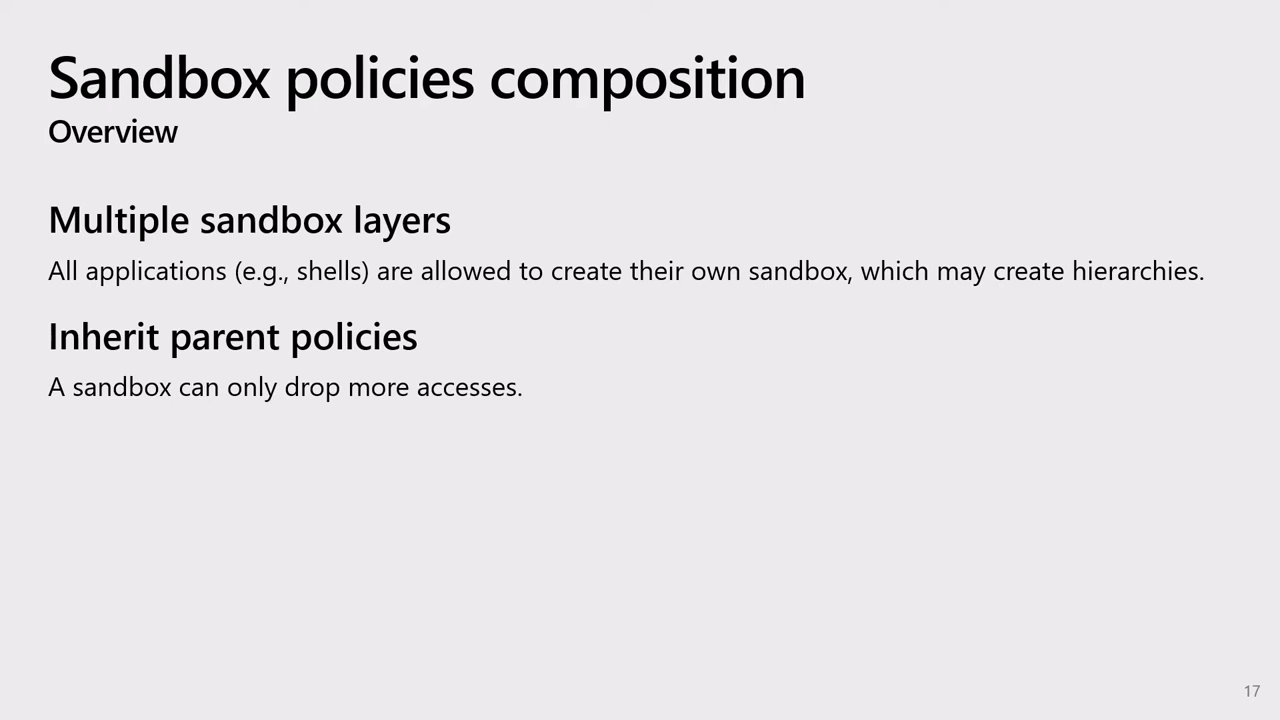 Sandbox policies composition
Overview
Multiple sandbox layers
All applications (e.g., shells) are allowed to create their own sandbox, which may create hierarchies.
Inherit parent policies
A sandbox can only drop more accesses.
17